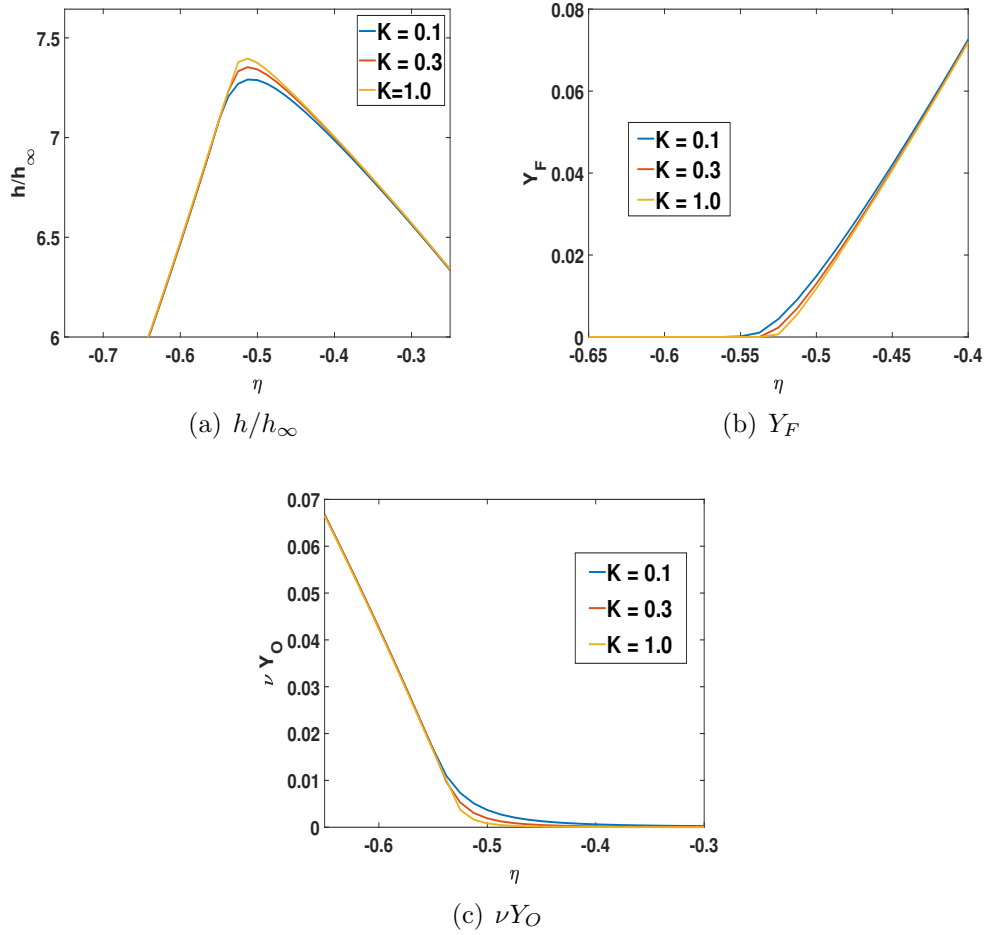 7.5
7
6.5
6
h/h∞
-0.7 -0.6 -0.5 -0.4 -0.3
η
K = 0.1
K = 0.3
K=1.0
(a) h/h∞
0.08
0.06
0.04
0.02
0
Y_F
-0.65 -0.6 -0.55 -0.5 -0.45 -0.4
η
K = 0.1
K = 0.3
K = 1.0
(b) Y_F
0.07
0.06
0.05
0.04
0.03
0.02
0.01
0
ν Y_O
-0.6 -0.5 -0.4 -0.3
η
K = 0.1
K = 0.3
K = 1.0
(c) νY_O